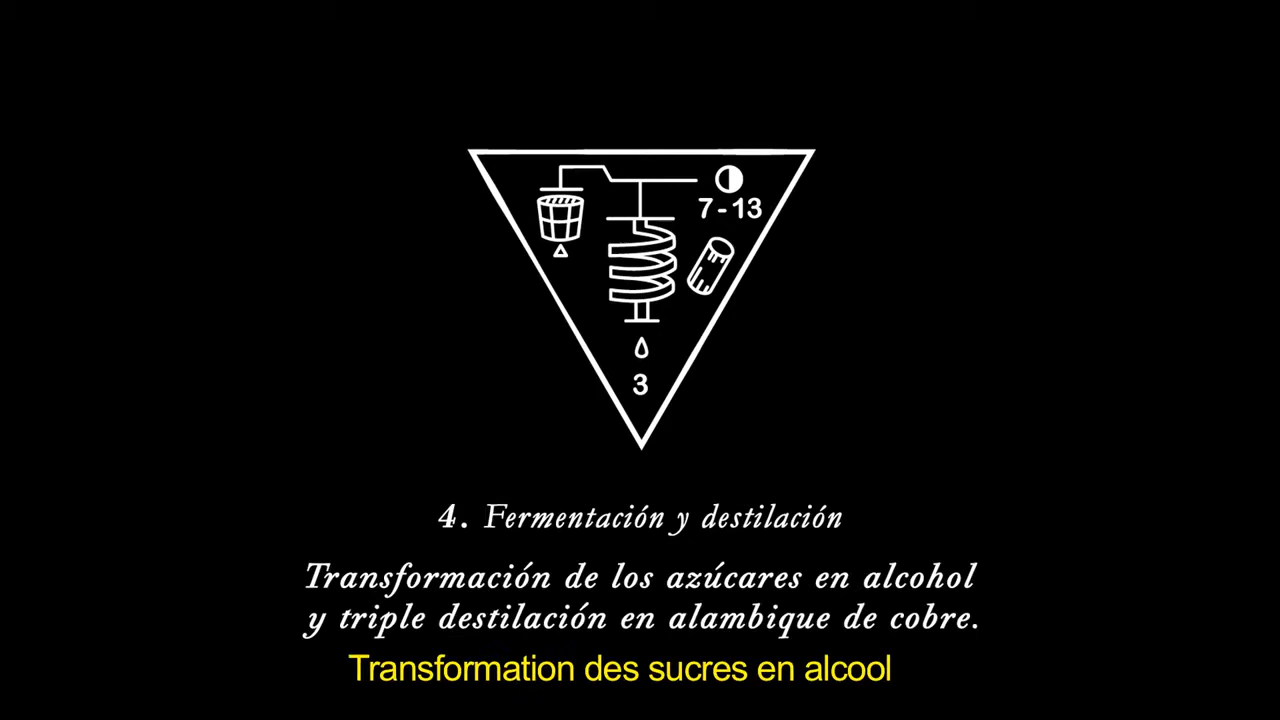 7-13
3
4. Fermentación y destilación
Transformación de los azúcares en alcohol
y triple destilación en alambique de cobre.
Transformation des sucres en alcool